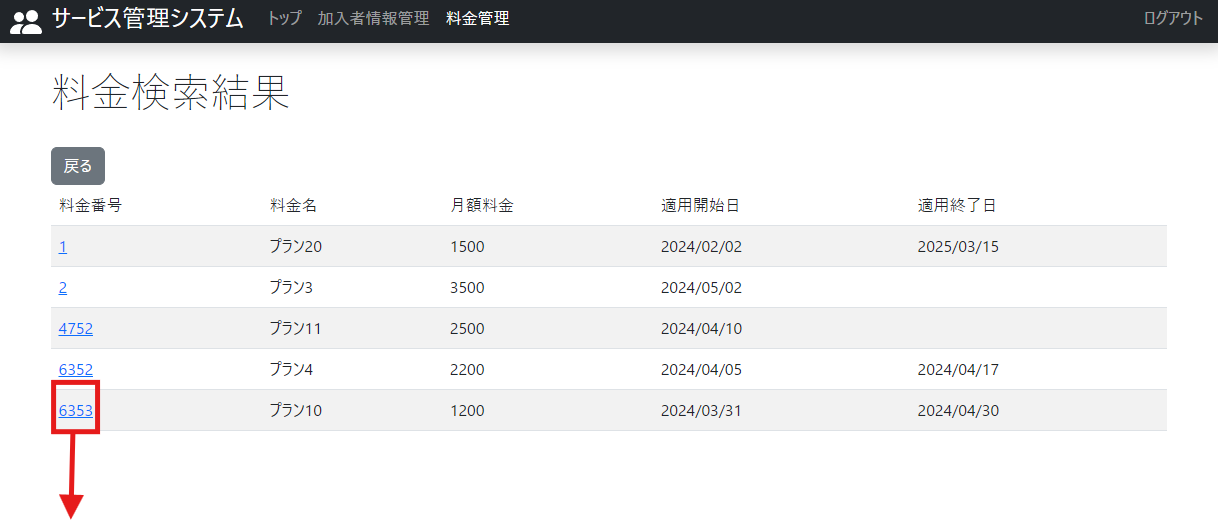 サービス管理システム トップ 加入者情報管理 料金管理 ログアウト
料金検索結果
戻る
料金番号 料金名 月額料金 適用開始日 適用終了日
1 プラン20 1500 2024/02/02 2025/03/15
2 プラン3 3500 2024/05/02
4752 プラン11 2500 2024/04/10
6352 プラン4 2200 2024/04/05 2024/04/17
6353 プラン10 1200 2024/03/31 2024/04/30